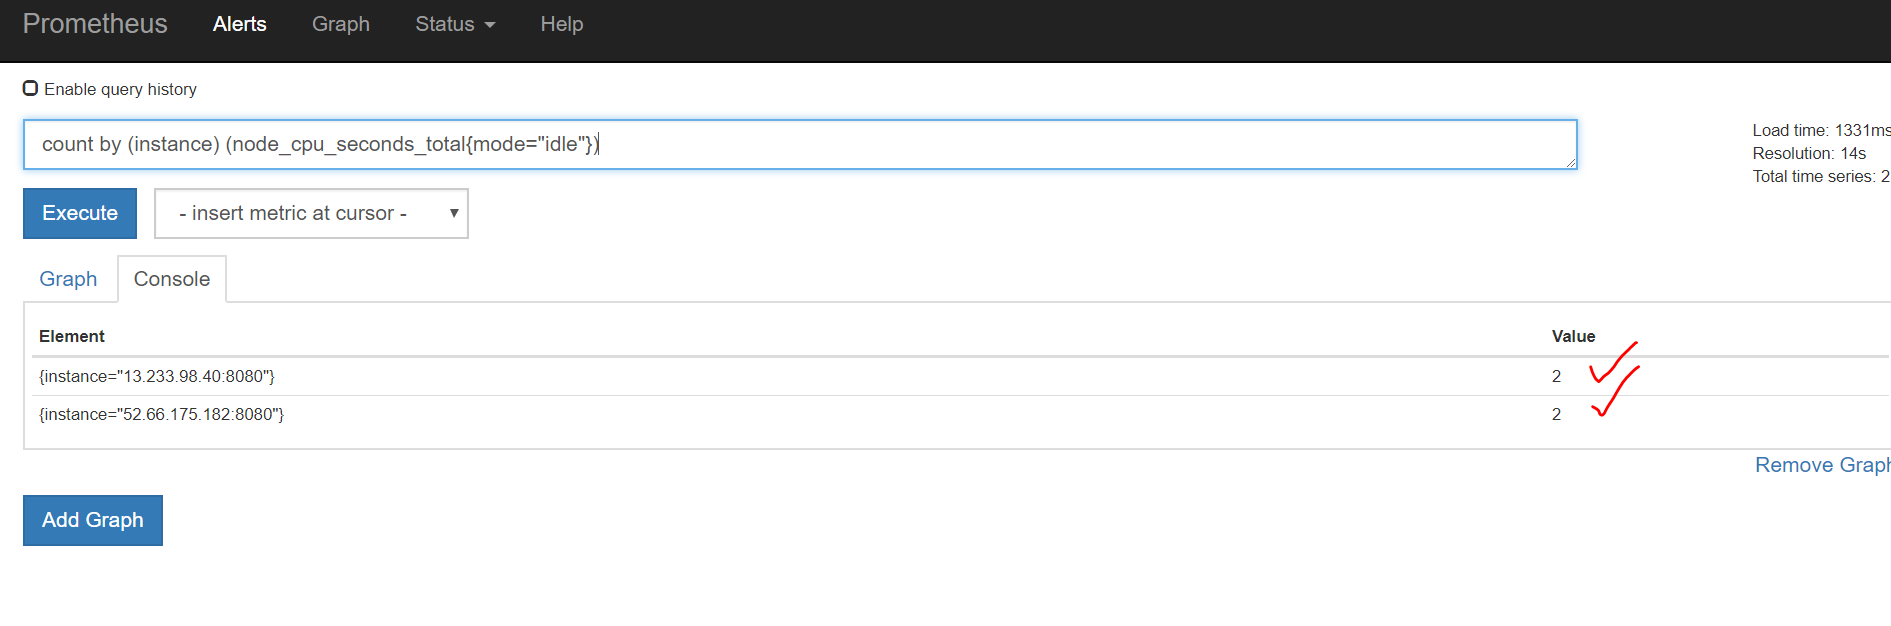 Prometheus Alerts Graph Status Help
Enable query history
count by (instance) (node_cpu_seconds_total{mode="idle"})
Load time: 1331ms
Resolution: 14s
Total time series: 2
Execute - insert metric at cursor -
Graph Console
Element Value
{instance="13.233.98.40:8080"} 2
{instance="52.66.175.182:8080"} 2
Remove Graph
Add Graph